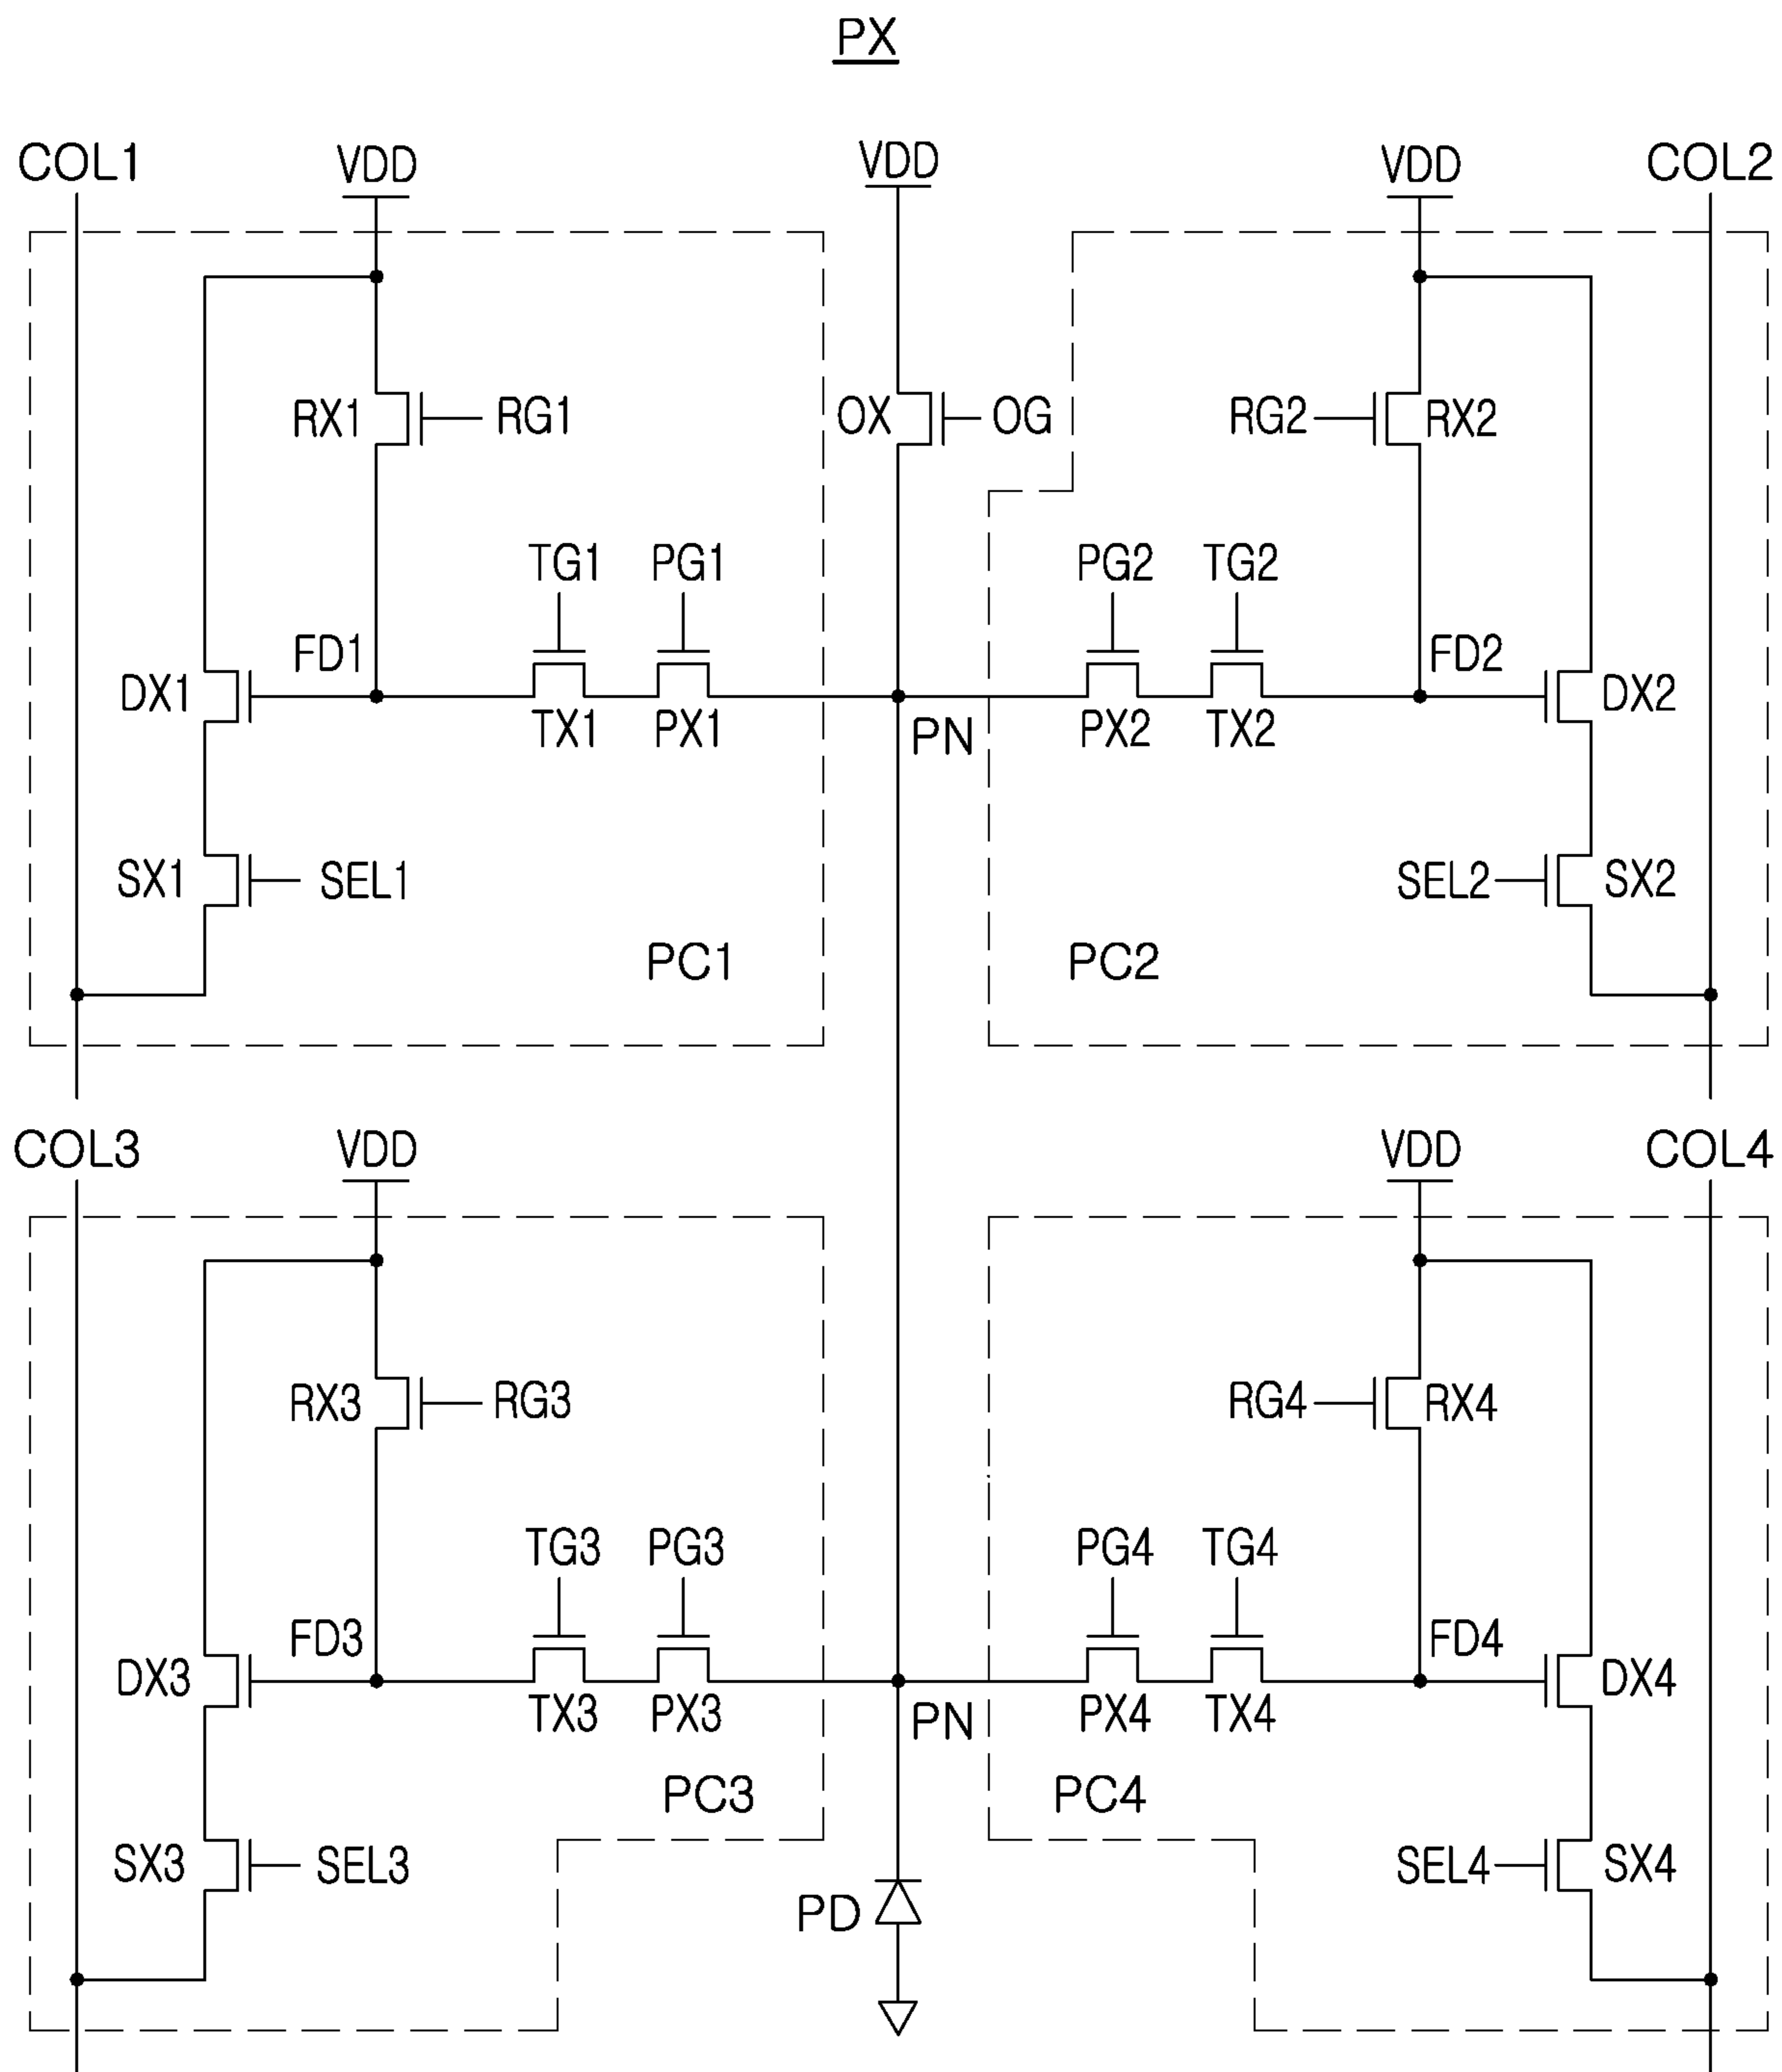 PX
COL1 VDD VDD VDD COL2
RX1 RG1 OX OG RG2 RX2
TG1 PG1 PG2 TG2
FD1 FD2
DX1 TX1 PX1 PN PX2 TX2 DX2
SX1 SEL1 SEL2 SX2
PC1 PC2
COL3 VDD VDD COL4
RX3 RG3 RG4 RX4
TG3 PG3 PG4 TG4
FD3 FD4
DX3 TX3 PX3 PN PX4 TX4 DX4
PC3 PC4
SX3 SEL3 SEL4 SX4
PD